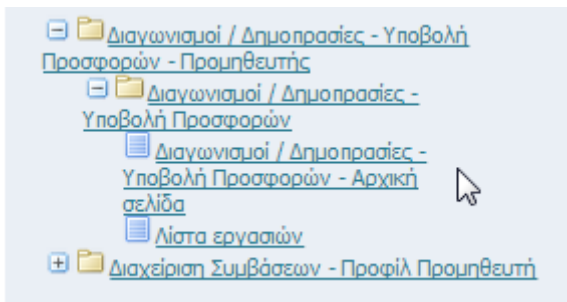 Διαγωνισμοί / Δημοπρασίες - Υποβολή
Προσφορών - Προμηθευτής
Διαγωνισμοί / Δημοπρασίες -
Υποβολή Προσφορών
Διαγωνισμοί / Δημοπρασίες -
Υποβολή Προσφορών - Αρχική
σελίδα
Λίστα εργασιών
Διαχείριση Συμβάσεων - Προφίλ Προμηθευτή